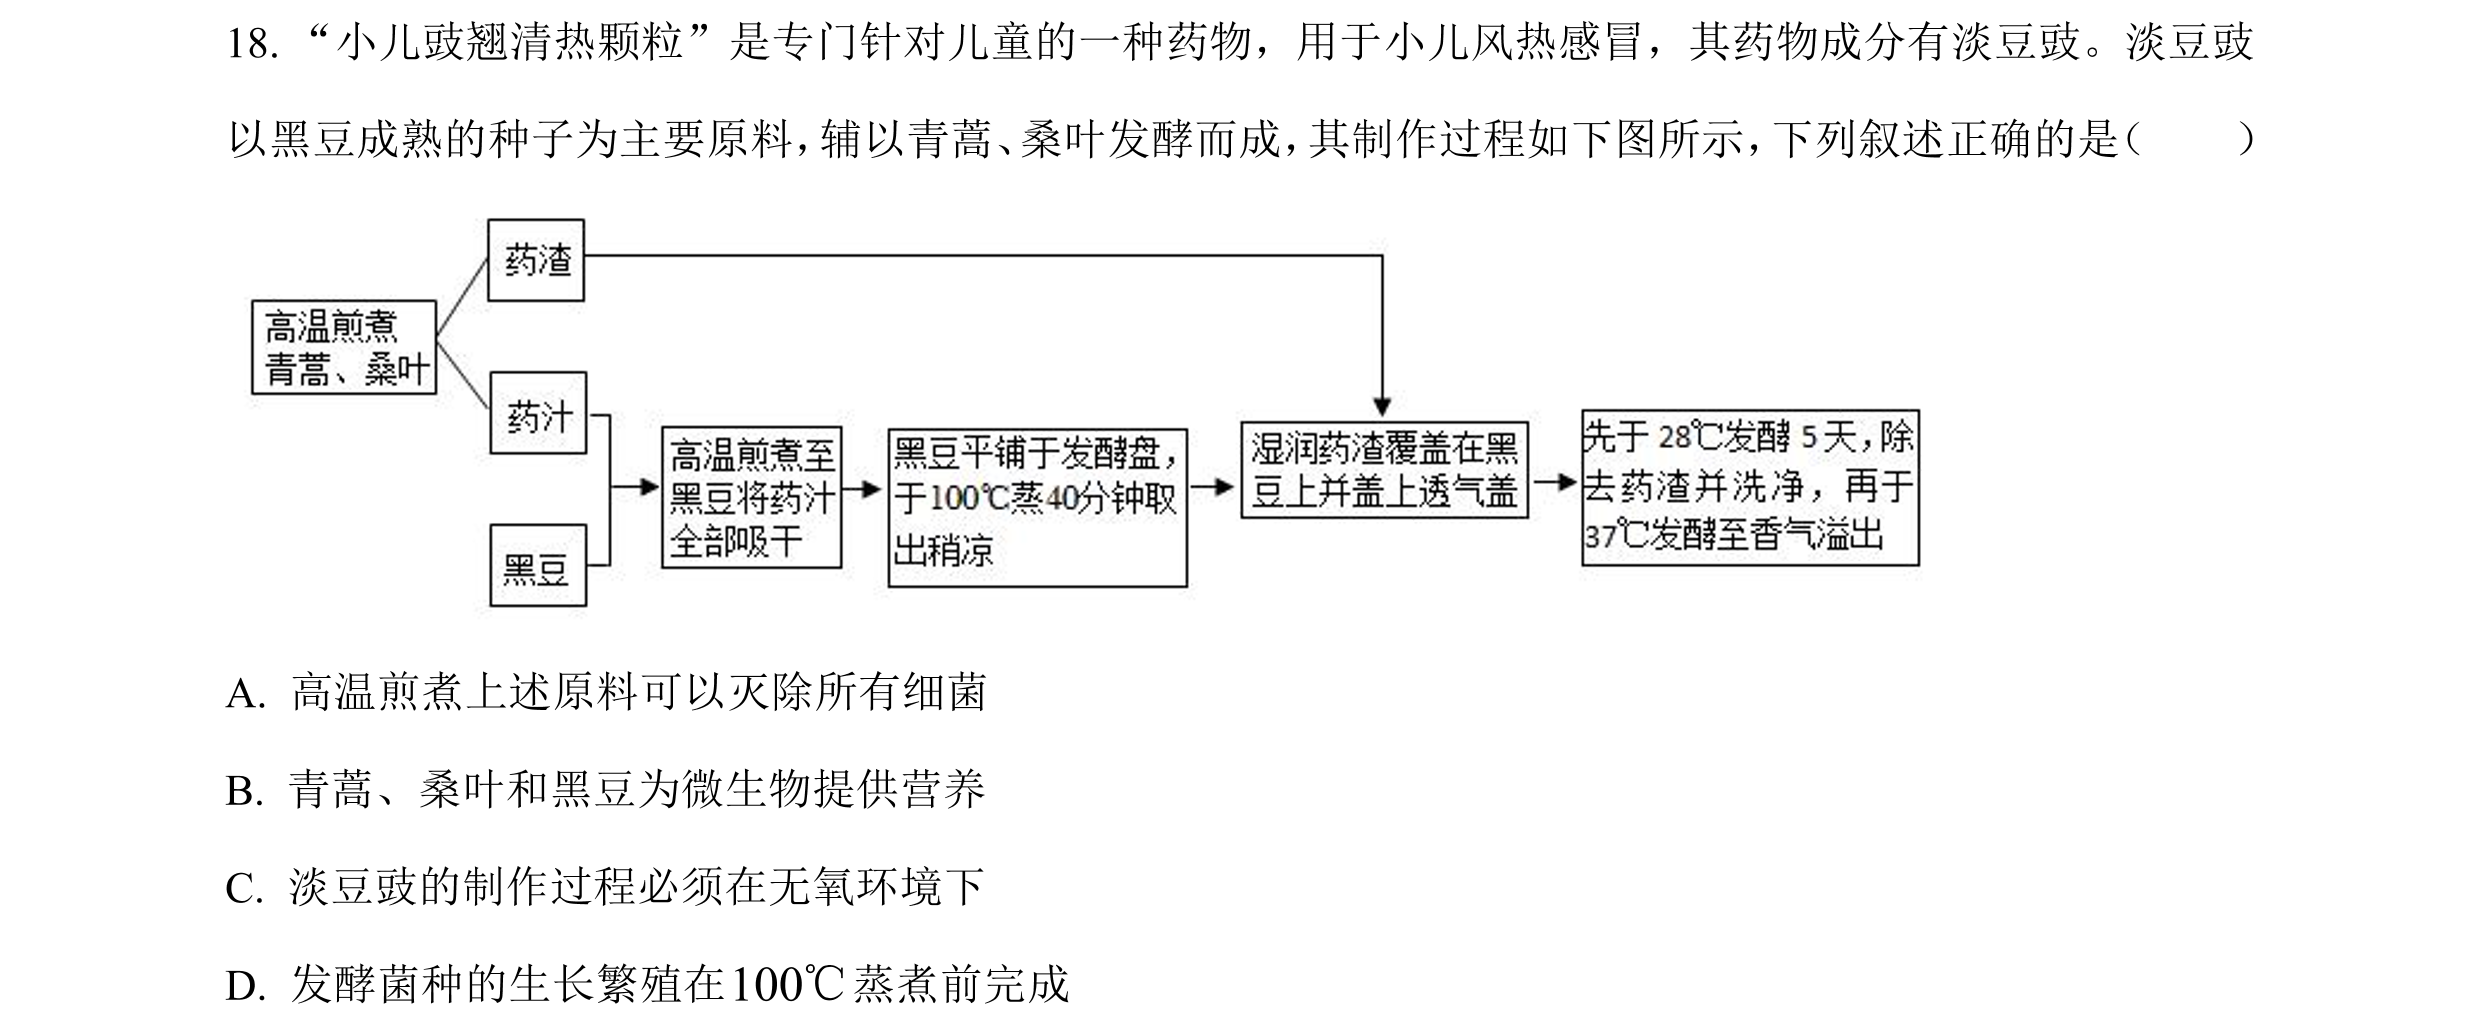 18. “小儿豉翘清热颗粒”是专门针对儿童的一种药物，用于小儿风热感冒，其药物成分有淡豆豉。淡豆豉
以黑豆成熟的种子为主要原料，辅以青蒿、桑叶发酵而成，其制作过程如下图所示，下列叙述正确的是（　　）
药渣
高温煎煮
青蒿、桑叶
药汁
黑豆
高温煎煮至
黑豆将药汁
全部吸干
黑豆平铺于发酵盘，
于100℃蒸40分钟取
出稍凉
湿润药渣覆盖在黑
豆上并盖上透气盖
先于 28℃发酵 5 天，除
去药渣并洗净，再于
37℃发酵至香气溢出
A. 高温煎煮上述原料可以灭除所有细菌
B. 青蒿、桑叶和黑豆为微生物提供营养
C. 淡豆豉的制作过程必须在无氧环境下
D. 发酵菌种的生长繁殖在100℃蒸煮前完成